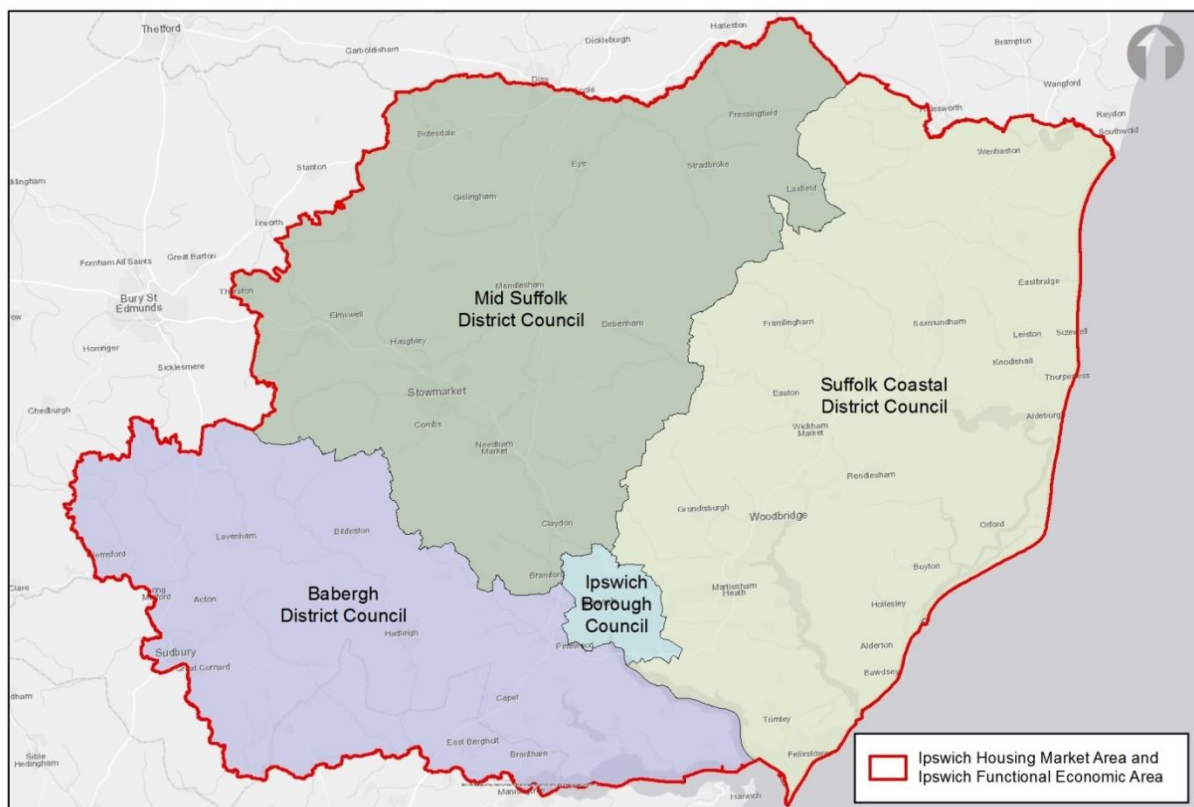 Thetford
Garboldisham
Dickleburgh
Harleston
Brampton
Wangford
Reydon
Southwold
Botesdale
Eye
Fressingfield
Stradbroke
Laxfield
Wenhaston
Stanton
Gislingham
Fornham All Saints
Great Barton
Bury St
Edmunds
Horringer
Sicklesmere
Chedburgh
Thurston
Elmswell
Haughley
Mendlesham
Debenham
Mid Suffolk
District Council
Stowmarket
Combs
Needham
Market
Claydon
Bramford
Framlingham
Saxmundham
Eastbridge
Leiston
Sizewell
Knodishall
Thorpeness
Aldeburgh
Suffolk Coastal
District Council
Easton
Wickham
Market
Rendlesham
Grundisburgh
Woodbridge
Orford
Boyton
Martlesham
Heath
Hollesley
Alderton
Bawdsey
Trimley
Felixstowe
Harwich
Ipswich
Borough
Council
Pinewood
Lavenham
Bildeston
Acton
Babergh
District Council
Hadleigh
Sudbury
Great Cornard
Capel
East Bergholt
Brantham
Clare
Sible
Hedingham
Ipswich Housing Market Area and
Ipswich Functional Economic Area